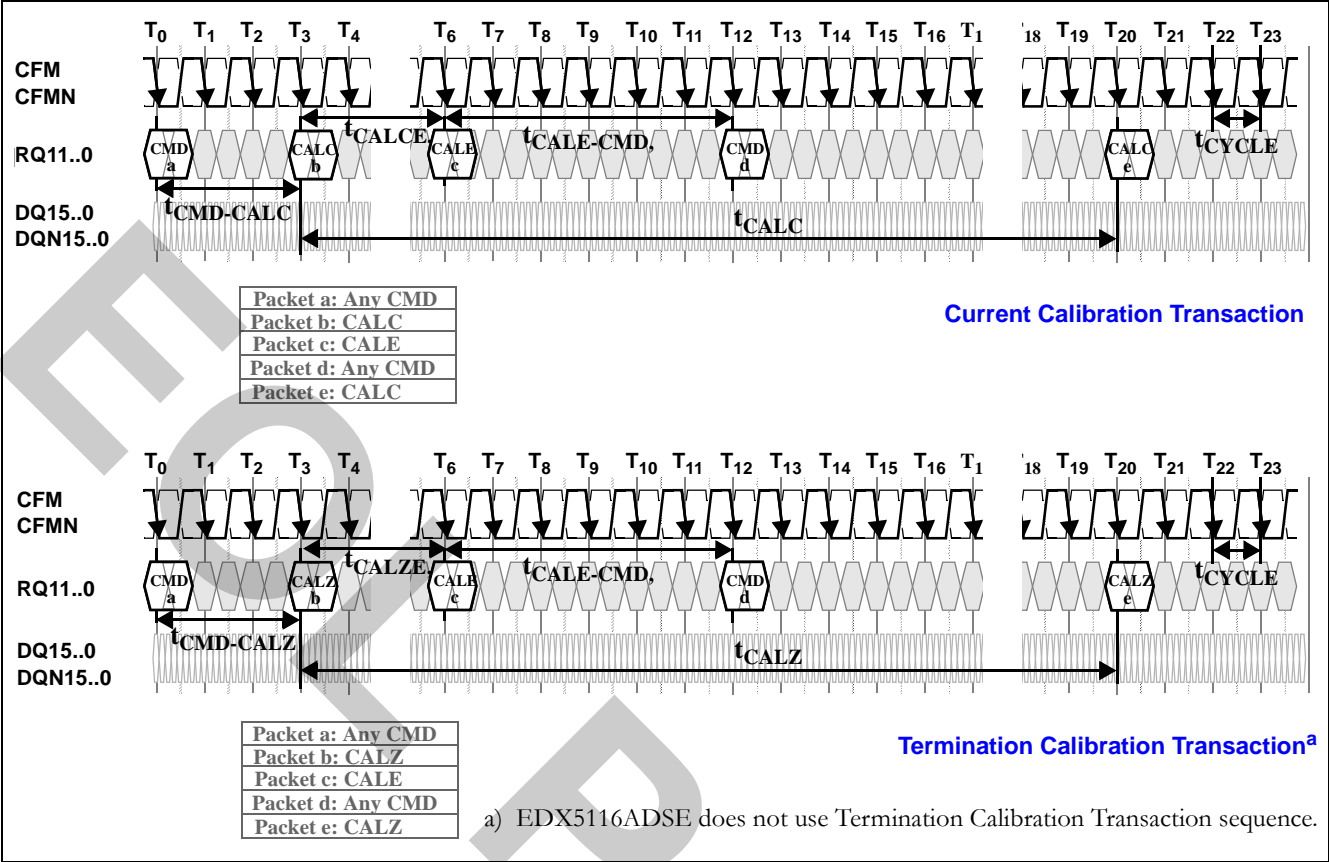 T0 T1 T2 T3 T4 T6 T7 T8 T9 T10 T11 T12 T13 T14 T15 T16 T1 18 T19 T20 T21 T22 T23
CFM
CFMN
tCALCE, tCALE-CMD, tCYCLE
RQ11..0
CMD a CALC b CALE c CMD d CALC e
tCMD-CALC
DQ15..0
DQN15..0
tCALC
Packet a: Any CMD
Packet b: CALC
Packet c: CALE
Packet d: Any CMD
Packet e: CALC
Current Calibration Transaction
T0 T1 T2 T3 T4 T6 T7 T8 T9 T10 T11 T12 T13 T14 T15 T16 T1 18 T19 T20 T21 T22 T23
CFM
CFMN
tCALZE, tCALE-CMD, tCYCLE
RQ11..0
CMD a CALZ b CALE c CMD d CALZ e
tCMD-CALZ
DQ15..0
DQN15..0
tCALZ
Packet a: Any CMD
Packet b: CALZ
Packet c: CALE
Packet d: Any CMD
Packet e: CALZ
Termination Calibration Transactiona
a) EDX5116ADSE does not use Termination Calibration Transaction sequence.